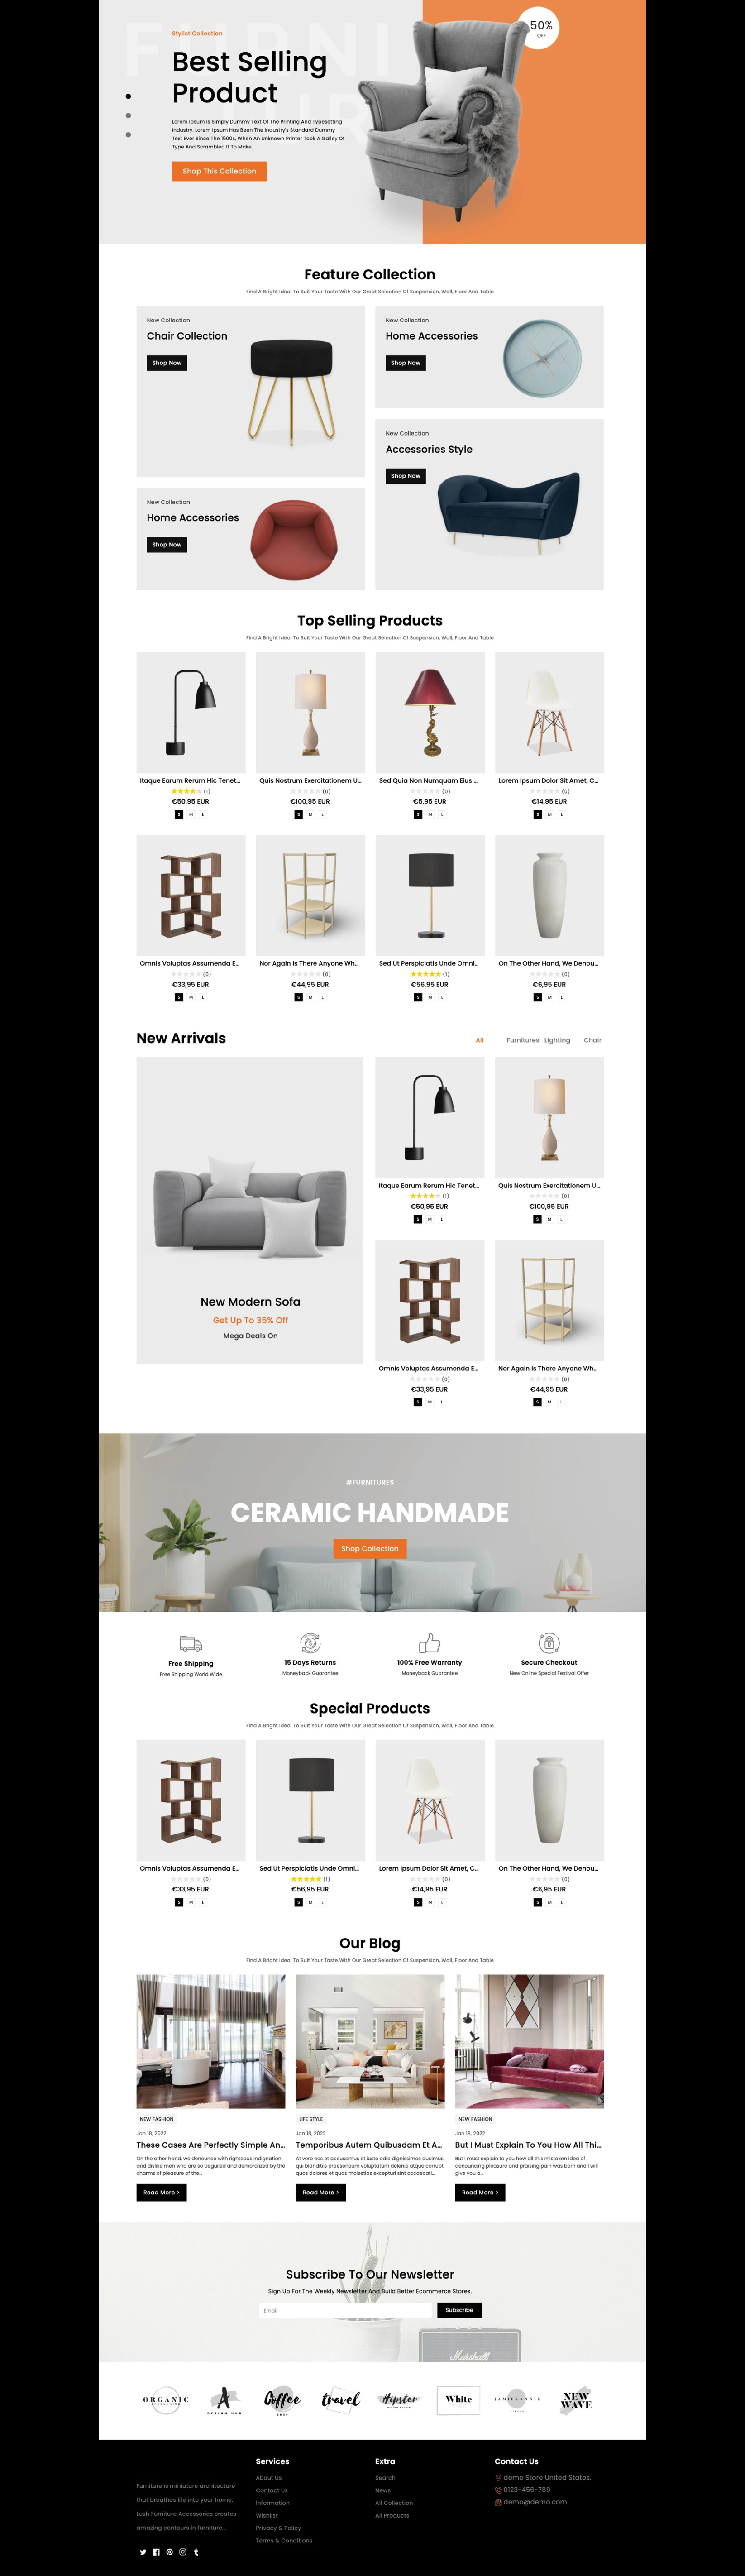 FURNI
UR
Stylist Collection
50%
OFF
Best Selling
Product
Lorem Ipsum Is Simply Dummy Text Of The Printing And Typesetting
Industry. Lorem Ipsum Has Been The Industry's Standard Dummy
Text Ever Since The 1500s, When An Unknown Printer Took A Galley Of
Type And Scrambled It To Make.
Shop This Collection
Feature Collection
Find A Bright Ideal To Suit Your Taste With Our Great Selection Of Suspension, Wall, Floor And Table
New Collection
Chair Collection
Shop Now
New Collection
Home Accessories
Shop Now
New Collection
Accessories Style
Shop Now
New Collection
Home Accessories
Shop Now
Top Selling Products
Find A Bright Ideal To Suit Your Taste With Our Great Selection Of Suspension, Wall, Floor And Table
Itaque Earum Rerum Hic Tenet...
(1)
€50,95 EUR
S M L
Quis Nostrum Exercitationem U...
(0)
€100,95 EUR
S M L
Sed Quia Non Numquam Eius ...
(0)
€5,95 EUR
S M L
Lorem Ipsum Dolor Sit Amet, C...
(0)
€14,95 EUR
S M L
Omnis Voluptas Assumenda E...
(0)
€33,95 EUR
S M L
Nor Again Is There Anyone Wh...
(0)
€44,95 EUR
S M L
Sed Ut Perspiciatis Unde Omni...
(1)
€56,95 EUR
S M L
On The Other Hand, We Denou...
(0)
€6,95 EUR
S M L
New Arrivals
All Furnitures Lighting Chair
New Modern Sofa
Get Up To 35% Off
Mega Deals On
Itaque Earum Rerum Hic Tenet...
(1)
€50,95 EUR
S M L
Quis Nostrum Exercitationem U...
(0)
€100,95 EUR
S M L
Omnis Voluptas Assumenda E...
(0)
€33,95 EUR
S M L
Nor Again Is There Anyone Wh...
(0)
€44,95 EUR
S M L
#FURNITURES
CERAMIC HANDMADE
Shop Collection
Free Shipping
Free Shipping World Wide
15 Days Returns
Moneyback Guarantee
100% Free Warranty
Moneyback Guarantee
Secure Checkout
New Online Special Festival Offer
Special Products
Find A Bright Ideal To Suit Your Taste With Our Great Selection Of Suspension, Wall, Floor And Table
Omnis Voluptas Assumenda E...
(0)
€33,95 EUR
S M L
Sed Ut Perspiciatis Unde Omni...
(1)
€56,95 EUR
S M L
Lorem Ipsum Dolor Sit Amet, C...
(0)
€14,95 EUR
S M L
On The Other Hand, We Denou...
(0)
€6,95 EUR
S M L
Our Blog
Find A Bright Ideal To Suit Your Taste With Our Great Selection Of Suspension, Wall, Floor And Table
NEW FASHION
Jan 18, 2022
These Cases Are Perfectly Simple An...
On the other hand, we denounce with righteous indignation
and dislike men who are so beguiled and demoralized by the
charms of pleasure of the...
Read More >
LIFE STYLE
Jan 18, 2022
Temporibus Autem Quibusdam Et A...
At vero eos et accusamus et iusto odio dignissimos ducimus
qui blanditiis praesentium voluptatum deleniti atque corrupti
quos dolores et quas molestias excepturi sint occaecati...
Read More >
NEW FASHION
Jan 18, 2022
But I Must Explain To You How All Thi...
But I must explain to you how all this mistaken idea of
denouncing pleasure and praising pain was born and I will
give you a...
Read More >
Subscribe To Our Newsletter
Sign Up For The Weekly Newsletter And Build Better Ecommerce Stores.
Email
Subscribe
Marshall
ORGANIC
A
DESIGN HUB
Coffee
SHOP
travel
Hipster
White
JAMIE & ANNIE
NEW
WAVE
Furniture is miniature architecture
that breathes life into your home.
Lush Furniture Accessories creates
amazing contours in furniture...
Services
About Us
Contact Us
Information
Wishlist
Privacy & Policy
Terms & Conditions
Extra
Search
News
All Collection
All Products
Contact Us
demo Store United States.
0123-456-789
demo@demo.com